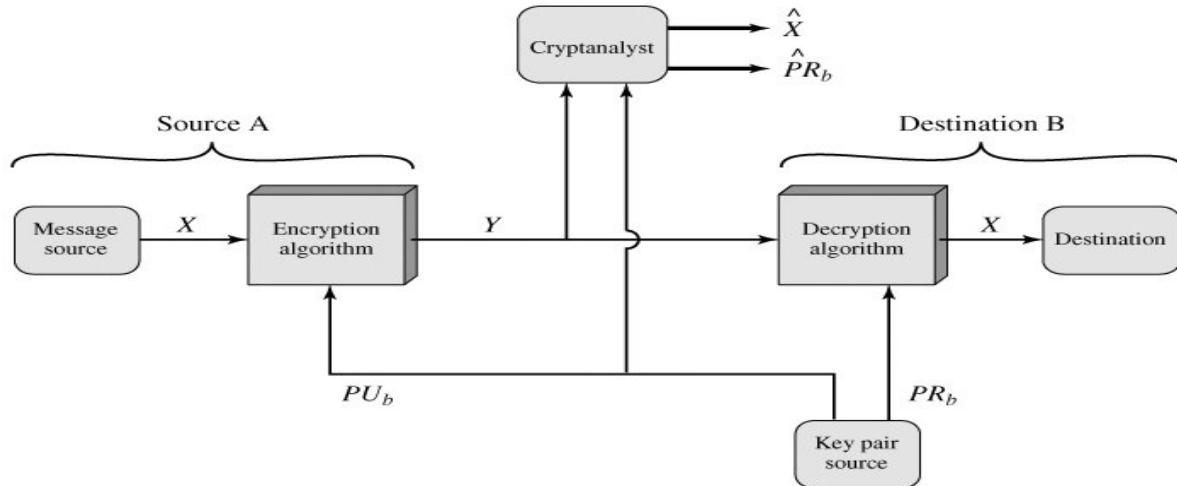 Cryptanalyst
X̂
P̂R_b
Source A
Destination B
Message
source
X
Encryption
algorithm
Y
Decryption
algorithm
X
Destination
PU_b
PR_b
Key pair
source